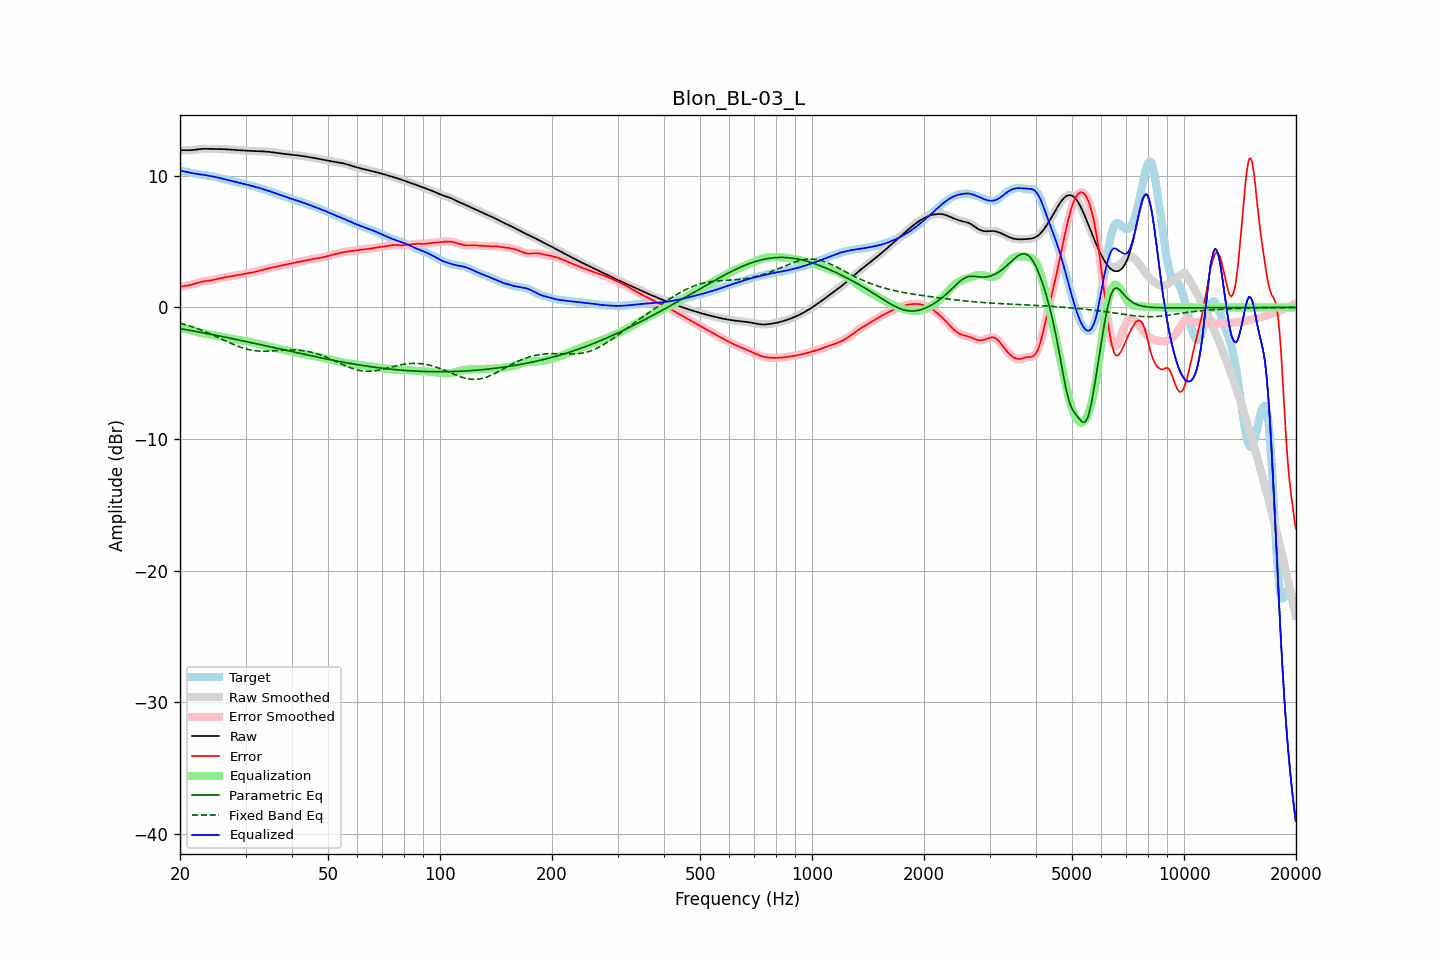 Blon_BL-03_L
Amplitude (dBr)
10
0
−10
−20
−30
−40
Target
Raw Smoothed
Error Smoothed
Raw
Error
Equalization
Parametric Eq
Fixed Band Eq
Equalized
20 50 100 200 500 1000 2000 5000 10000 20000
Frequency (Hz)